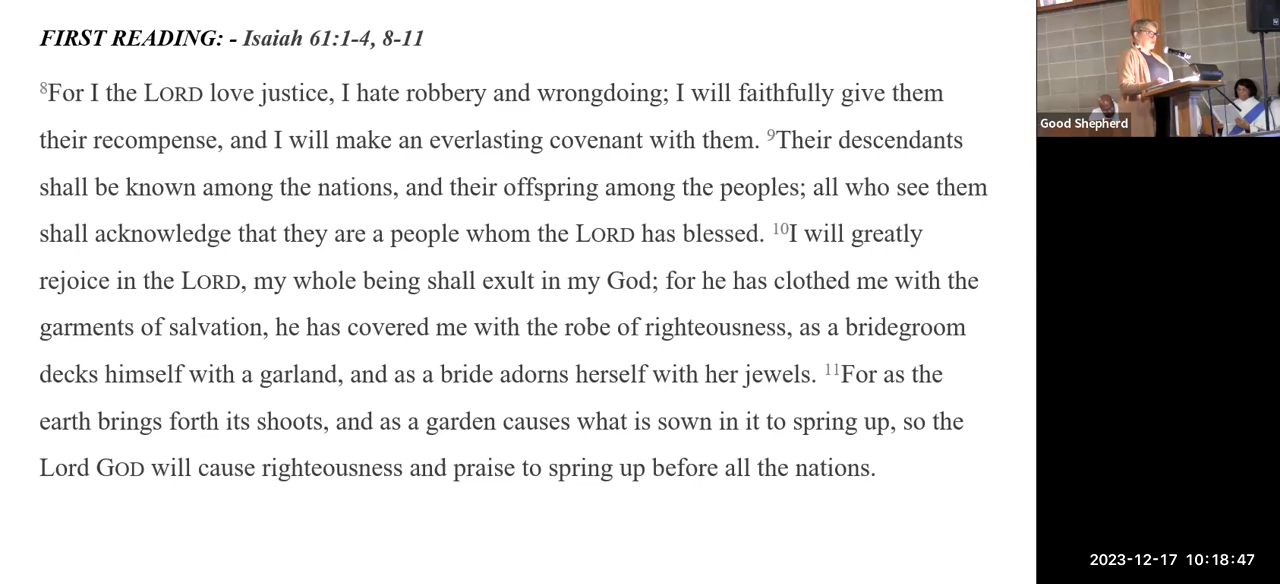 FIRST READING: - Isaiah 61:1-4, 8-11
⁸For I the LORD love justice, I hate robbery and wrongdoing; I will faithfully give them
their recompense, and I will make an everlasting covenant with them. ⁹Their descendants
shall be known among the nations, and their offspring among the peoples; all who see them
shall acknowledge that they are a people whom the LORD has blessed. ¹⁰I will greatly
rejoice in the LORD, my whole being shall exult in my God; for he has clothed me with the
garments of salvation, he has covered me with the robe of righteousness, as a bridegroom
decks himself with a garland, and as a bride adorns herself with her jewels. ¹¹For as the
earth brings forth its shoots, and as a garden causes what is sown in it to spring up, so the
Lord GOD will cause righteousness and praise to spring up before all the nations.
Good Shepherd
2023-12-17 10:18:47